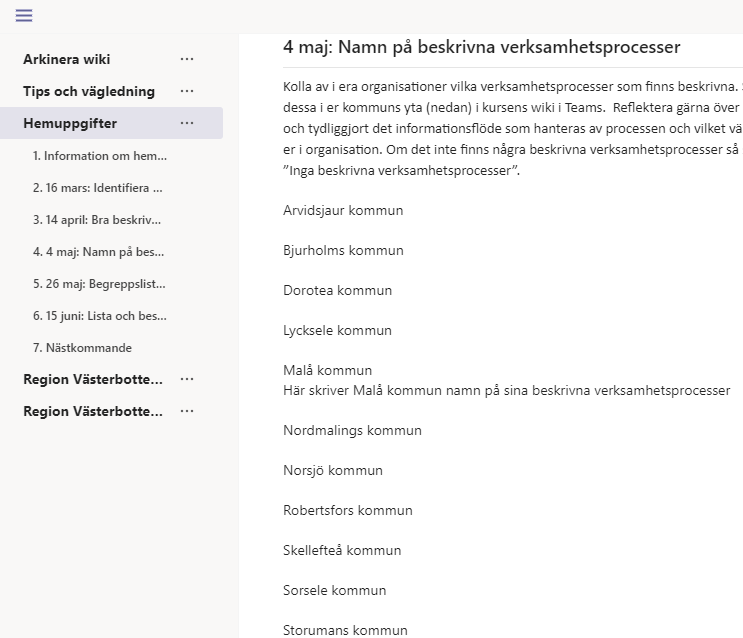 Arkinera wiki
Tips och vägledning
Hemuppgifter
1. Information om hem...
2. 16 mars: Identifiera ...
3. 14 april: Bra beskriv...
4. 4 maj: Namn på bes...
5. 26 maj: Begreppslist...
6. 15 juni: Lista och bes...
7. Nästkommande
Region Västerbotte...
Region Västerbotte...
4 maj: Namn på beskrivna verksamhetsprocesser
Kolla av i era organisationer vilka verksamhetsprocesser som finns beskrivna.
dessa i er kommuns yta (nedan) i kursens wiki i Teams.  Reflektera gärna över
och tydliggjort det informationsflöde som hanteras av processen och vilket vä
er i organisation. Om det inte finns några beskrivna verksamhetsprocesser så
”Inga beskrivna verksamhetsprocesser”.
Arvidsjaur kommun
Bjurholms kommun
Dorotea kommun
Lycksele kommun
Malå kommun
Här skriver Malå kommun namn på sina beskrivna verksamhetsprocesser
Nordmalings kommun
Norsjö kommun
Robertsfors kommun
Skellefteå kommun
Sorsele kommun
Storumans kommun